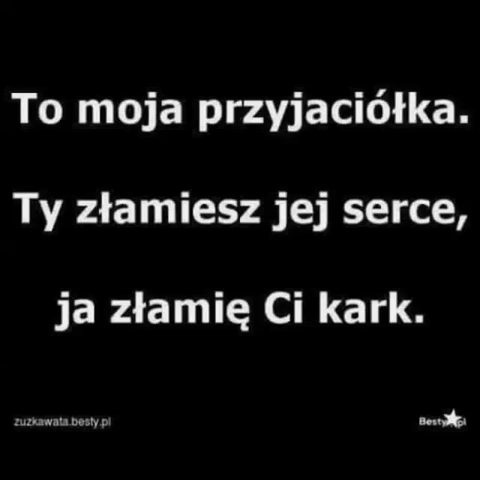 To moja przyjaciółka.
Ty złamiesz jej serce,
ja złamię Ci kark.
zuzkawata.besty.pl
Besty.pl